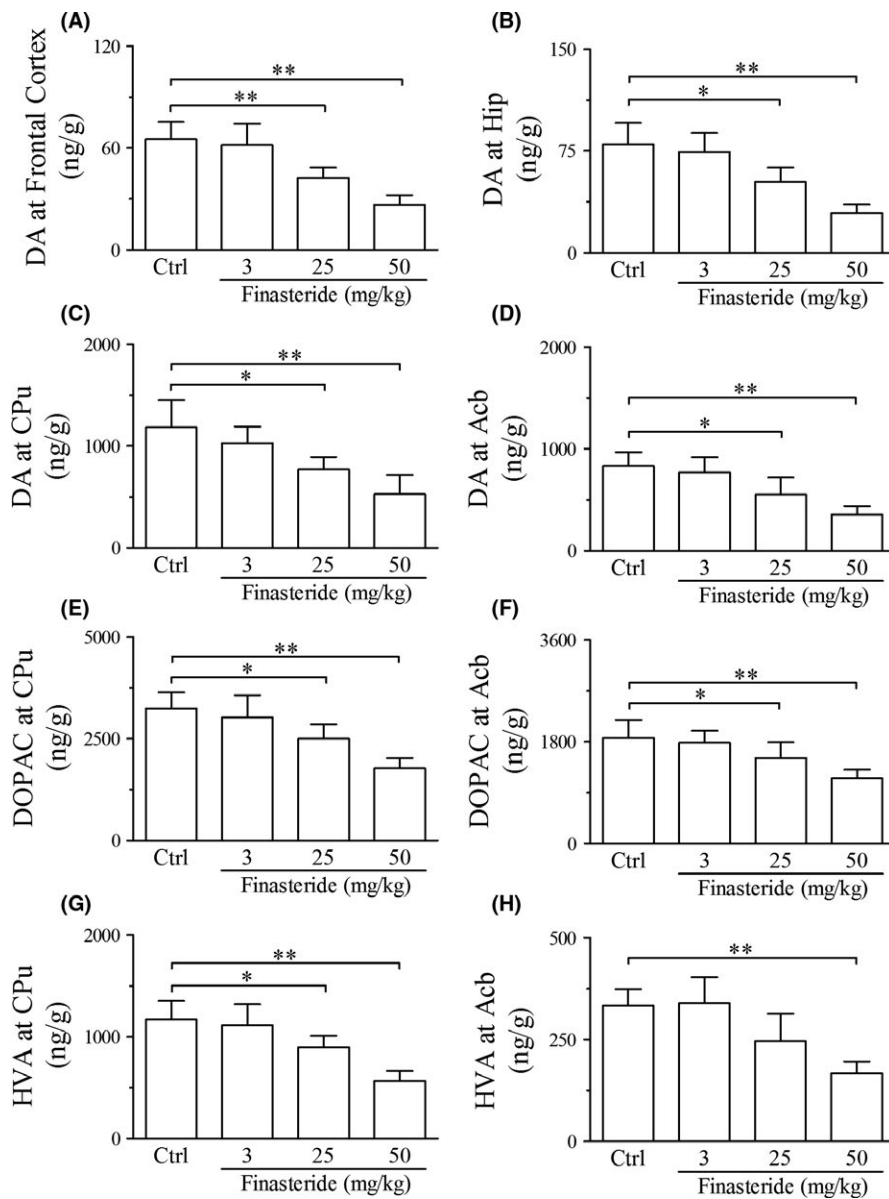 (A)
DA at Frontal Cortex
(ng/g)
120
60
0
**
**
Ctrl 3 25 50
Finasteride (mg/kg)
(B)
DA at Hip
(ng/g)
150
75
0
**
*
Ctrl 3 25 50
Finasteride (mg/kg)
(C)
DA at CPu
(ng/g)
2000
1000
0
**
*
Ctrl 3 25 50
Finasteride (mg/kg)
(D)
DA at Acb
(ng/g)
2000
1000
0
**
*
Ctrl 3 25 50
Finasteride (mg/kg)
(E)
DOPAC at CPu
(ng/g)
5000
2500
0
**
*
Ctrl 3 25 50
Finasteride (mg/kg)
(F)
DOPAC at Acb
(ng/g)
3600
1800
0
**
*
Ctrl 3 25 50
Finasteride (mg/kg)
(G)
HVA at CPu
(ng/g)
2000
1000
0
**
*
Ctrl 3 25 50
Finasteride (mg/kg)
(H)
HVA at Acb
(ng/g)
500
250
0
**
Ctrl 3 25 50
Finasteride (mg/kg)